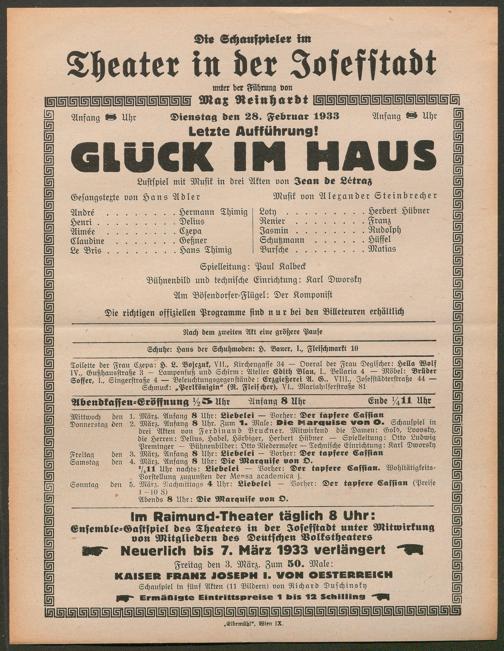 Die Schauspieler im
Theater in der Josefstadt
unter der Führung von
Max Reinhardt
Anfang 8 Uhr Dienstag den 28. Februar 1933 Anfang 8 Uhr
Letzte Aufführung!
GLÜCK IM HAUS
Lustspiel mit Musik in drei Akten von Jean de Létraz
Gesangstexte von Hans Adler Musik von Alexander Steinbrecher
André . . . . . . . . Hermann Thimig
Henri . . . . . . . . Delius
Aimée . . . . . . . . Czepa
Claudine . . . . . . . Geßner
Le Bris . . . . . . . . Hans Thimig
Loty . . . . . . . . Herbert Hübner
Renier . . . . . . . . Franz
Jasmin . . . . . . . . Rudolph
Schutzmann . . . . . . Häffel
Bursche . . . . . . . . Matias
Spielleitung: Paul Kalbeck
Bühnenbild und technische Einrichtung: Karl Dworsky
Am Bösendorfer-Flügel: Der Komponist
Die richtigen offiziellen Programme sind nur bei den Billeteuren erhältlich
Nach dem zweiten Akt eine größere Pause
Schuhe: Haus der Schuhmoden: H. Bauer, I., Fleischmarkt 10
Toilette der Frau Czepa: H. L. Vojezuk, VII., Kirchengasse 34 — Overal der Frau Degischer: Hella Wolf
IV., Gußhausstraße 3 — Lampenfuß und Schirm: Atelier Edith Blau, I., Bellaria 4 — Möbel: Brüder
Soffer, I., Singerstraße 4 — Beleuchtungsgegenstände: Erzgießerei A. G., VIII., Josefstädterstraße 44 —
Schmuck: „Perlkönigin“ (R. Fleischer), VI., Mariahilferstraße 81
Abendkassen-Eröffnung ½5 Uhr Anfang 8 Uhr Ende ¼11 Uhr
Mittwoch den 1. März. Anfang 8 Uhr: Liebelei — Vorher: Der tapfere Cassian
Donnerstag den 2. März. Anfang 8 Uhr. Zum 1. Male: Die Marquise von O. Schauspiel in
drei Akten von Ferdinand Bruckner. Mitwirkend die Damen: Gold, Lvovsky,
die Herren: Delius, Habel, Hörbiger, Herbert Hübner — Spielleitung: Otto Ludwig
Preminger — Bühnenbilder: Otto Niedermoser — Technische Einrichtung: Karl Dworsky
Freitag den 3. März. Anfang 8 Uhr: Liebelei — Vorher: Der tapfere Cassian
Samstag den 4. März. Anfang 8 Uhr: Die Marquise von O.
¼11 Uhr nachts: Liebelei — Vorher: Der tapfere Cassian. Wohltätigkeits-
Vorstellung zugunsten der Mensa academica j.
Sonntag den 5. März. Nachmittags 4 Uhr: Liebelei — Vorher: Der tapfere Cassian (Preise
1—10 S)
Abends 8 Uhr: Die Marquise von O.
Im Raimund-Theater täglich 8 Uhr:
Ensemble-Gastspiel des Theaters in der Josefstadt unter Mitwirkung
von Mitgliedern des Deutschen Volkstheaters
Neuerlich bis 7. März 1933 verlängert
Freitag den 3. März. Zum 50. Male:
KAISER FRANZ JOSEPH I. VON OESTERREICH
Schauspiel in fünf Akten (11 Bildern) von Richard Duschinsky
Ermäßigte Eintrittspreise 1 bis 12 Schilling
„Elbemühl“, Wien IX.